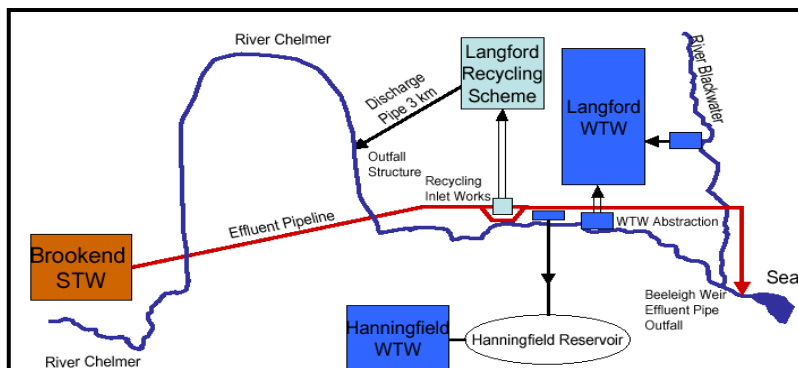 River Chelmer
Langford
Recycling
Scheme
Langford
WTW
River Blackwater
Discharge
Pipe 3 km
Outfall
Structure
Recycling
Inlet Works
WTW Abstraction
Effluent Pipeline
Brookend
STW
Sea
Beeleigh Weir
Effluent Pipe
Outfall
Hanningfield
WTW
Hanningfield Reservoir
River Chelmer